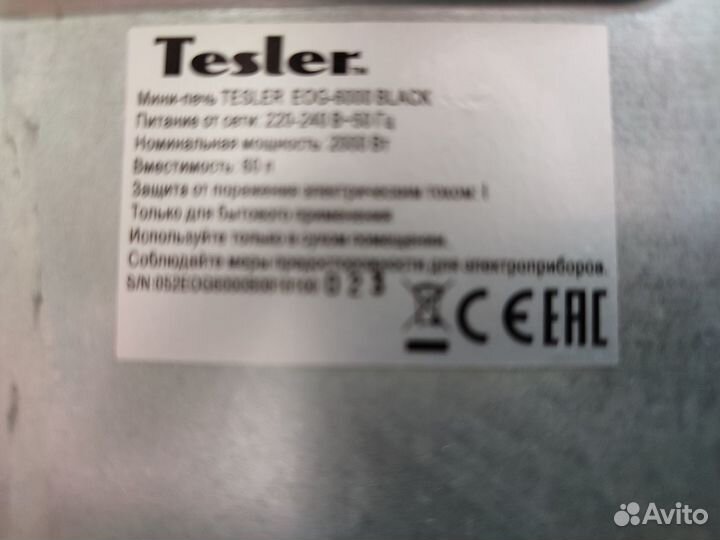 Tesler™
Мини-печь TESLER EOG-6000 BLACK
Питание от сети: 220-240 В~50 Гц
Номинальная мощность: 2000 Вт
Вместимость: 60 л
Защита от поражения электрическим током: I
Только для бытового применения
Используйте только в сухом помещении.
Соблюдайте меры предосторожности для электроприборов.
S/N 023
CE EAC
Avito